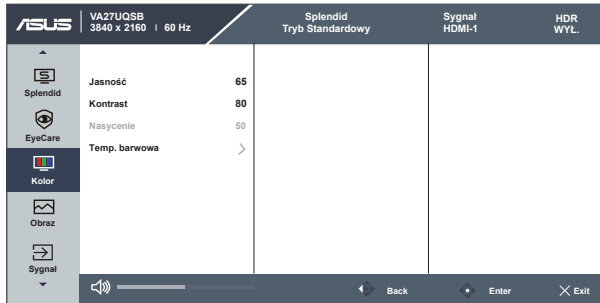 ASUS
VA27UQSB
3840 x 2160 I 60 Hz
Splendid
Tryb Standardowy
Sygnał
HDMI-1
HDR
WYŁ.
Splendid
EyeCare
Kolor
Obraz
Sygnał
Jasność 65
Kontrast 80
Nasycenie 50
Temp. barwowa
Back
Enter
Exit